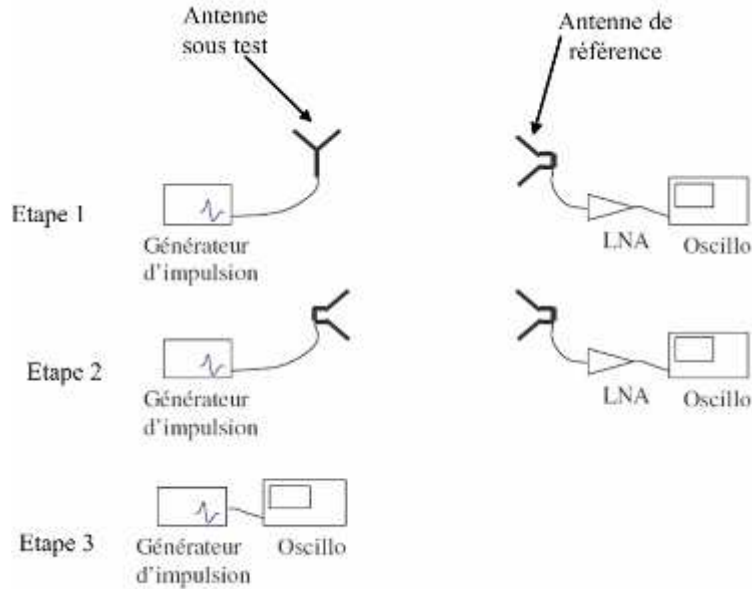 Antenne
sous test
Antenne de
référence
Etape 1
Générateur
d'impulsion
LNA
Oscillo
Etape 2
Générateur
d'impulsion
LNA
Oscillo
Etape 3
Générateur
d'impulsion
Oscillo